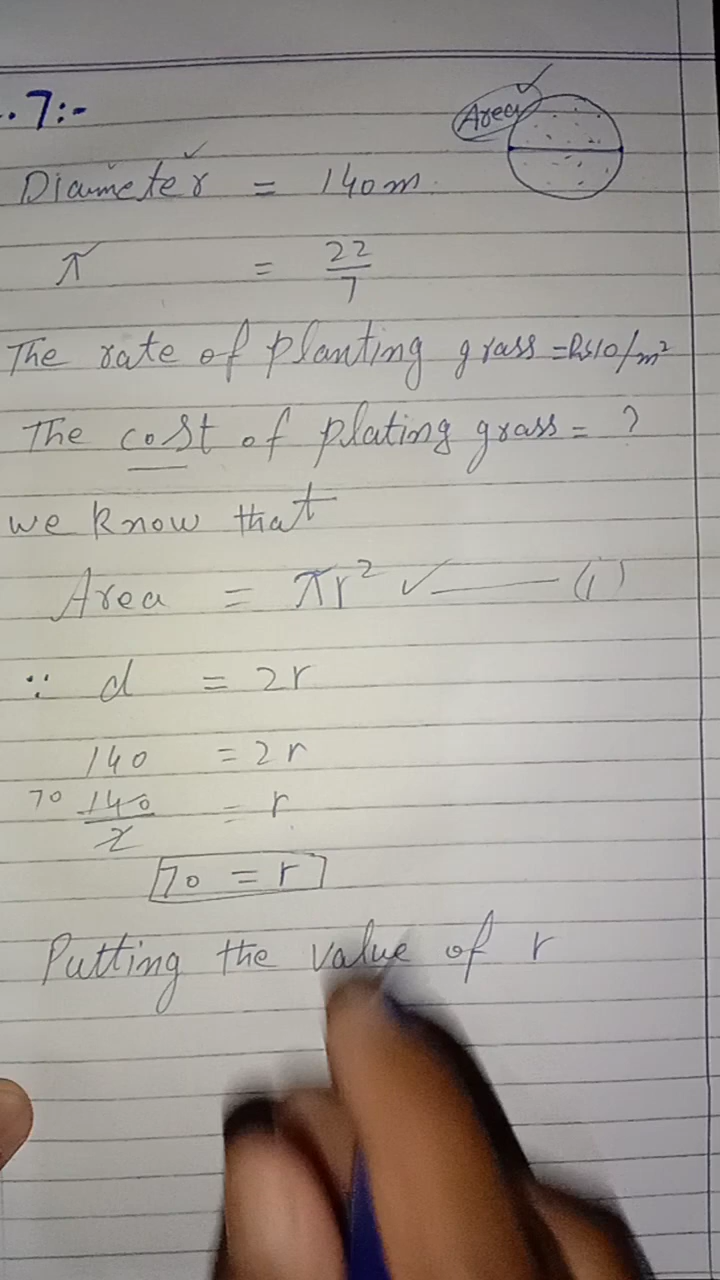 . 7:-
Area
Diameter = 140m.
π = 22/7
The rate of planting grass = Rs10/m²
The cost of plating grass = ?
we know that
Area = πr² ✓ —— (i)
∵ d = 2r
140 = 2r
70 140/2 = r
70 = r
Putting the value of r